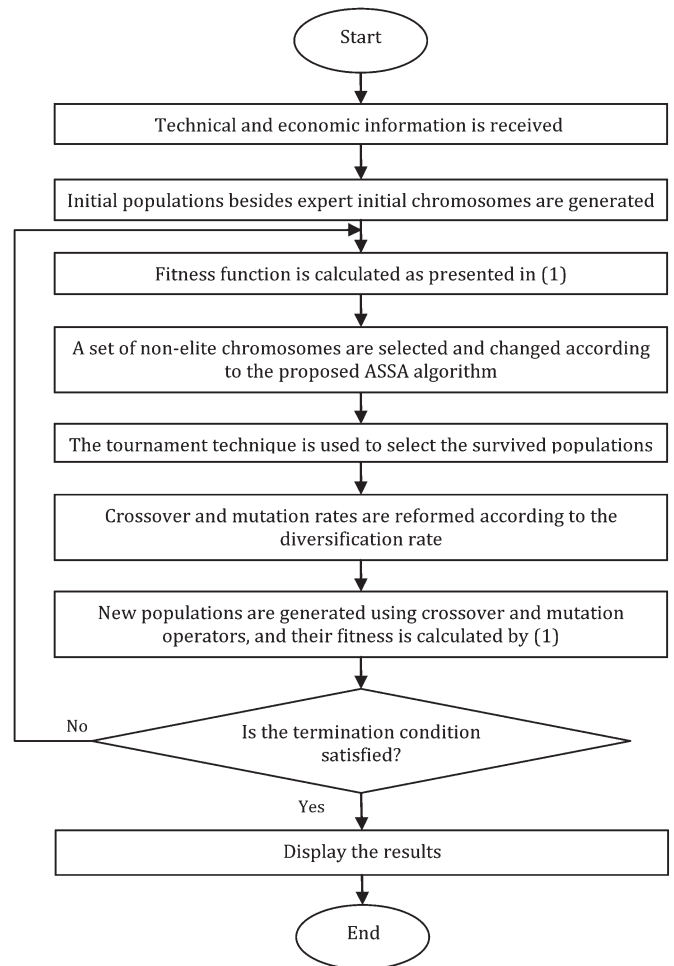 Start
Technical and economic information is received
Initial populations besides expert initial chromosomes are generated
Fitness function is calculated as presented in (1)
A set of non-elite chromosomes are selected and changed according
to the proposed ASSA algorithm
The tournament technique is used to select the survived populations
Crossover and mutation rates are reformed according to the
diversification rate
New populations are generated using crossover and mutation
operators, and their fitness is calculated by (1)
No
Is the termination condition
satisfied?
Yes
Display the results
End